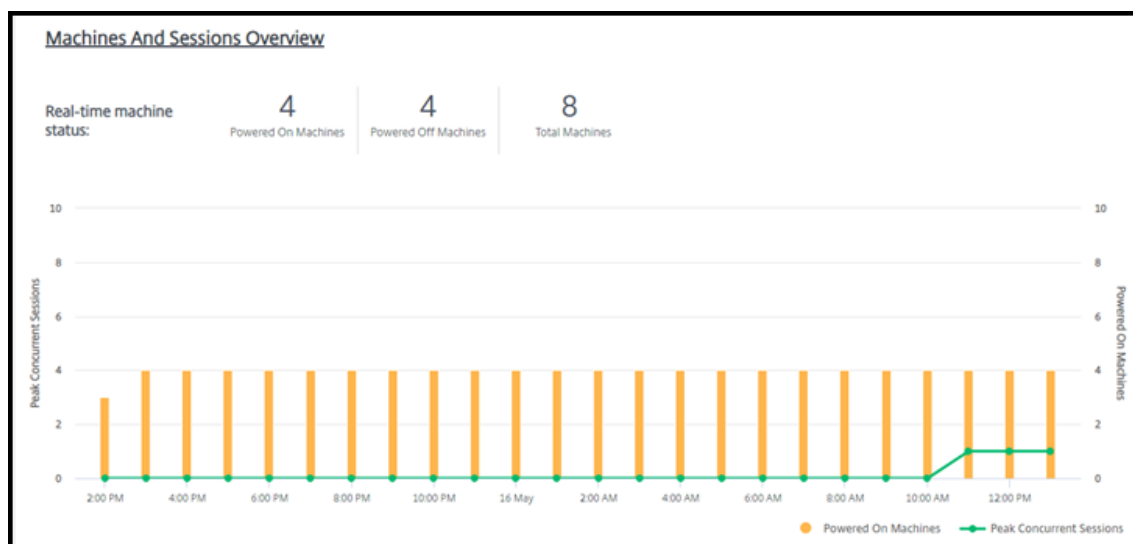 Machines And Sessions Overview
Real-time machine status:
4
Powered On Machines
4
Powered Off Machines
8
Total Machines
Peak Concurrent Sessions
10
8
6
4
2
0
10
8
6
4
2
0
Powered On Machines
2:00 PM 4:00 PM 6:00 PM 8:00 PM 10:00 PM 16 May 2:00 AM 4:00 AM 6:00 AM 8:00 AM 10:00 AM 12:00 PM
Powered On Machines Peak Concurrent Sessions